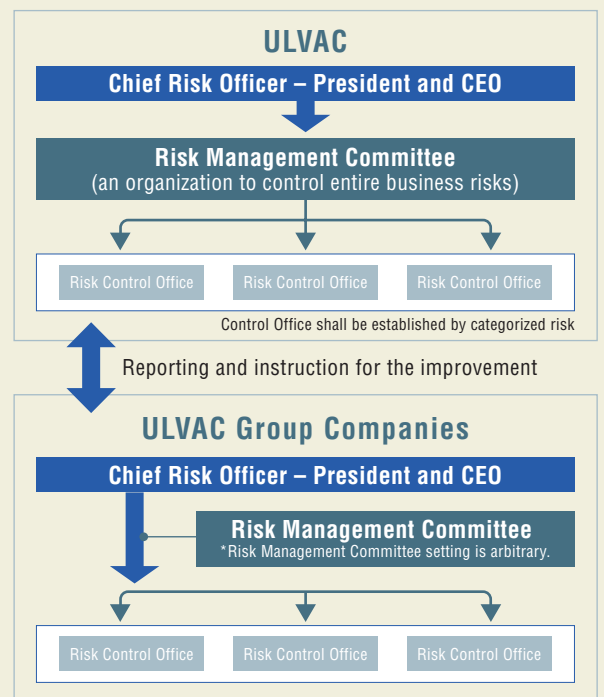 ULVAC
Chief Risk Officer – President and CEO
Risk Management Committee
(an organization to control entire business risks)
Risk Control Office
Risk Control Office
Risk Control Office
Control Office shall be established by categorized risk
Reporting and instruction for the improvement
ULVAC Group Companies
Chief Risk Officer – President and CEO
Risk Management Committee
*Risk Management Committee setting is arbitrary.
Risk Control Office
Risk Control Office
Risk Control Office